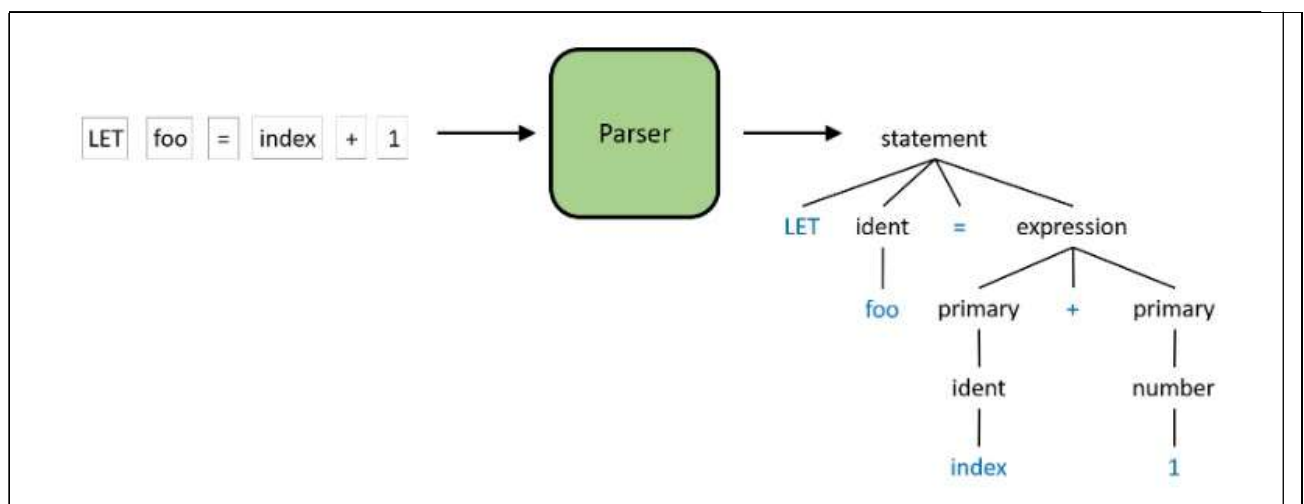 LET foo = index + 1
Parser
statement
LET ident = expression
foo primary + primary
ident number
index 1